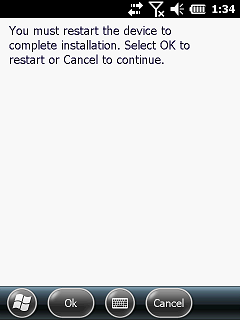 1:34
You must restart the device to
complete installation. Select OK to
restart or Cancel to continue.
Ok
Cancel